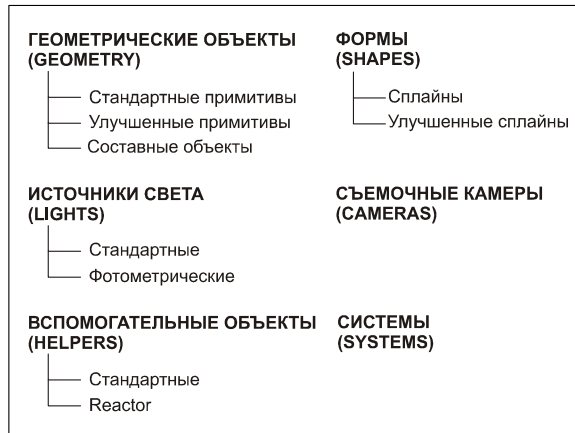 ГЕОМЕТРИЧЕСКИЕ ОБЪЕКТЫ
(GEOMETRY)
Стандартные примитивы
Улучшенные примитивы
Составные объекты
ФОРМЫ
(SHAPES)
Сплайны
Улучшенные сплайны
ИСТОЧНИКИ СВЕТА
(LIGHTS)
Стандартные
Фотометрические
СЪЕМОЧНЫЕ КАМЕРЫ
(CAMERAS)
ВСПОМОГАТЕЛЬНЫЕ ОБЪЕКТЫ
(HELPERS)
Стандартные
Reactor
СИСТЕМЫ
(SYSTEMS)